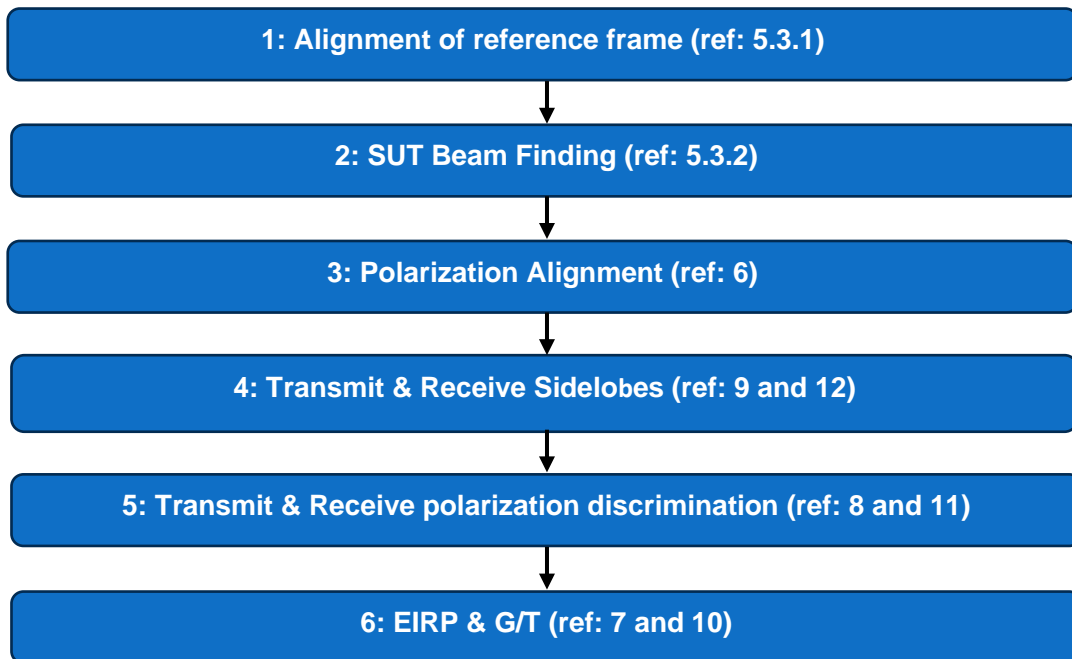 1: Alignment of reference frame (ref: 5.3.1)
2: SUT Beam Finding (ref: 5.3.2)
3: Polarization Alignment (ref: 6)
4: Transmit & Receive Sidelobes (ref: 9 and 12)
5: Transmit & Receive polarization discrimination (ref: 8 and 11)
6: EIRP & G/T (ref: 7 and 10)